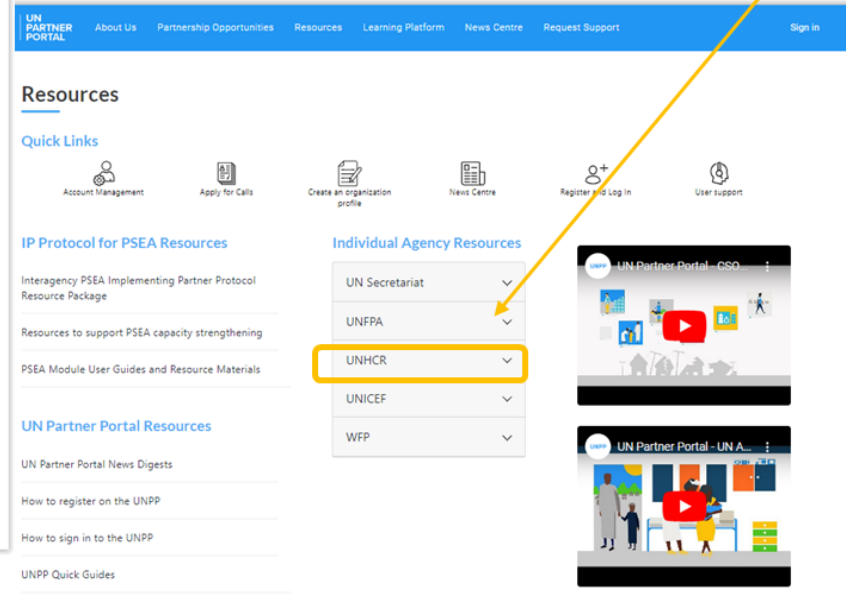 UN
PARTNER
PORTAL
About Us
Partnership Opportunities
Resources
Learning Platform
News Centre
Request Support
Sign in
Resources
Quick Links
Account Management
Apply for Calls
Create an organization
profile
News Centre
Register and Log In
User support
IP Protocol for PSEA Resources
Interagency PSEA Implementing Partner Protocol
Resource Package
Resources to support PSEA capacity strengthening
PSEA Module User Guides and Resource Materials
UN Partner Portal Resources
UN Partner Portal News Digests
How to register on the UNPP
How to sign in to the UNPP
UNPP Quick Guides
Individual Agency Resources
UN Secretariat
UNFPA
UNHCR
UNICEF
WFP
UNPP
UN Partner Portal - CSO...
UNPP
UN Partner Portal - UN A...